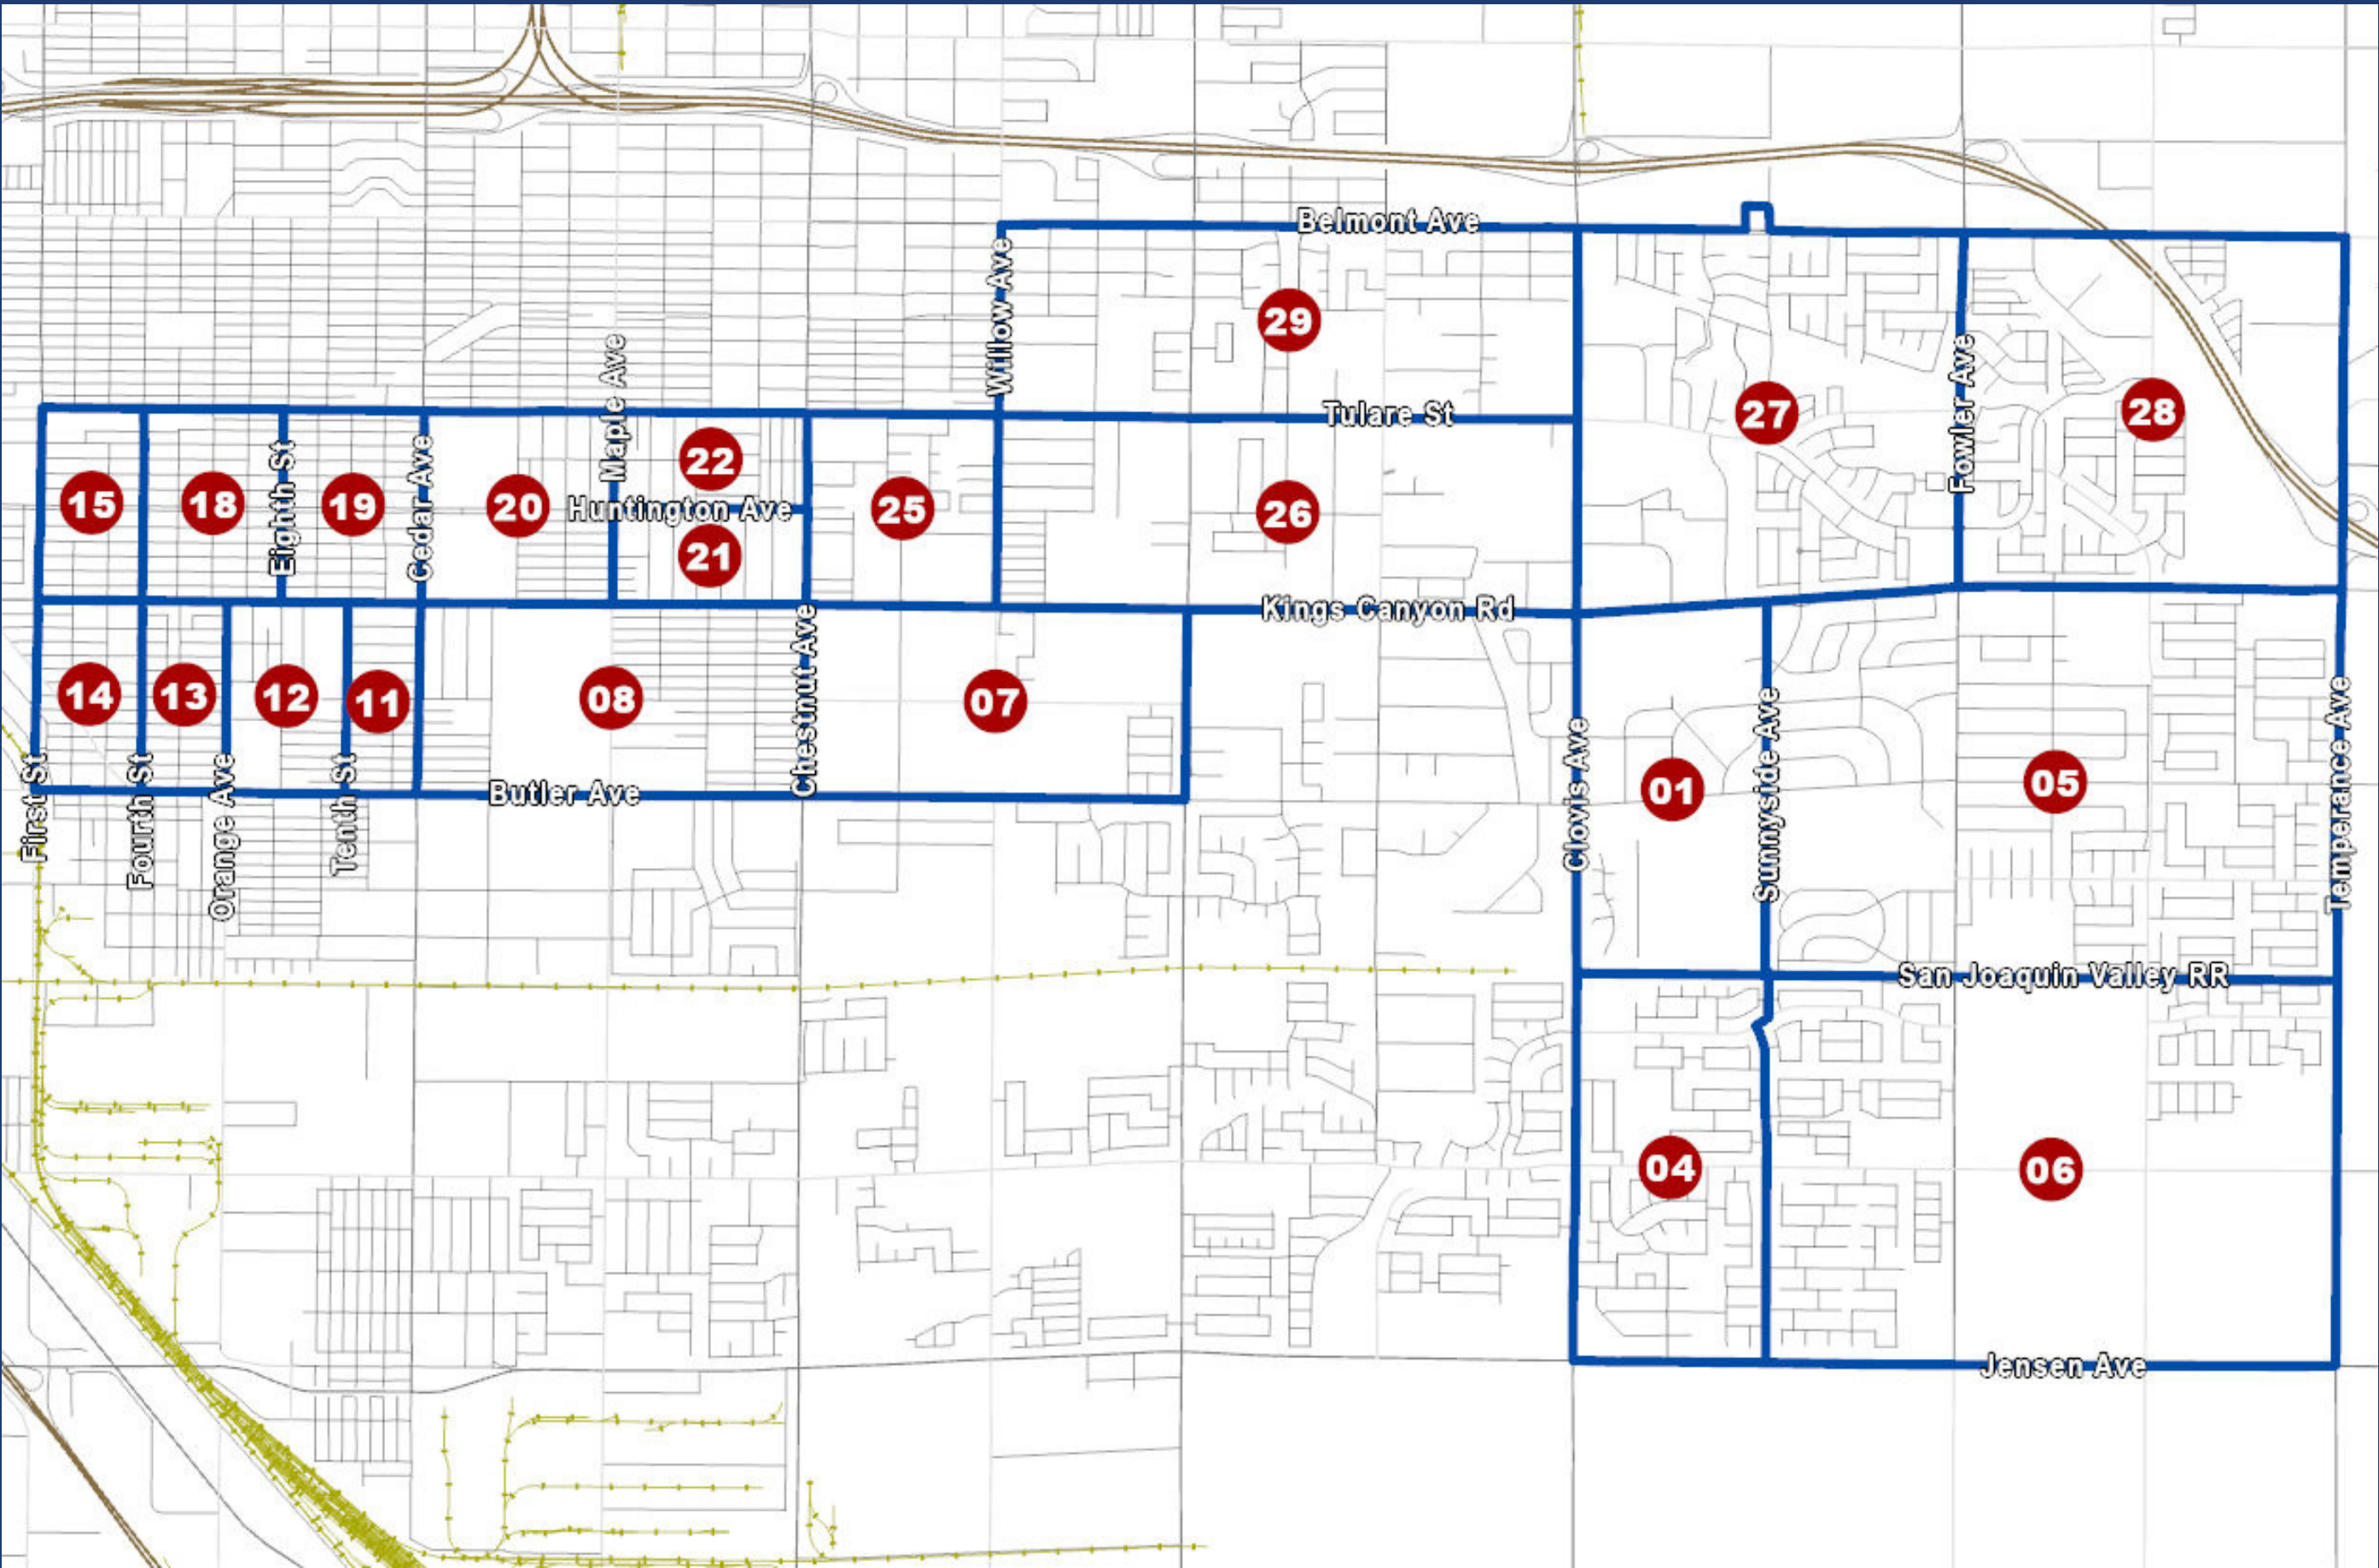 Belmont Ave
Willow Ave
29
Maple Ave
Fowler Ave
27
28
Tulare St
15
18
Eighth St
19
Cedar Ave
20
22
Huntington Ave
21
25
26
Kings Canyon Rd
14
13
12
11
08
Chestnut Ave
07
Clovis Ave
01
Sunnyside Ave
05
Temperance Ave
First St
Fourth St
Orange Ave
Tenth St
Butler Ave
San Joaquin Valley RR
04
06
Jensen Ave